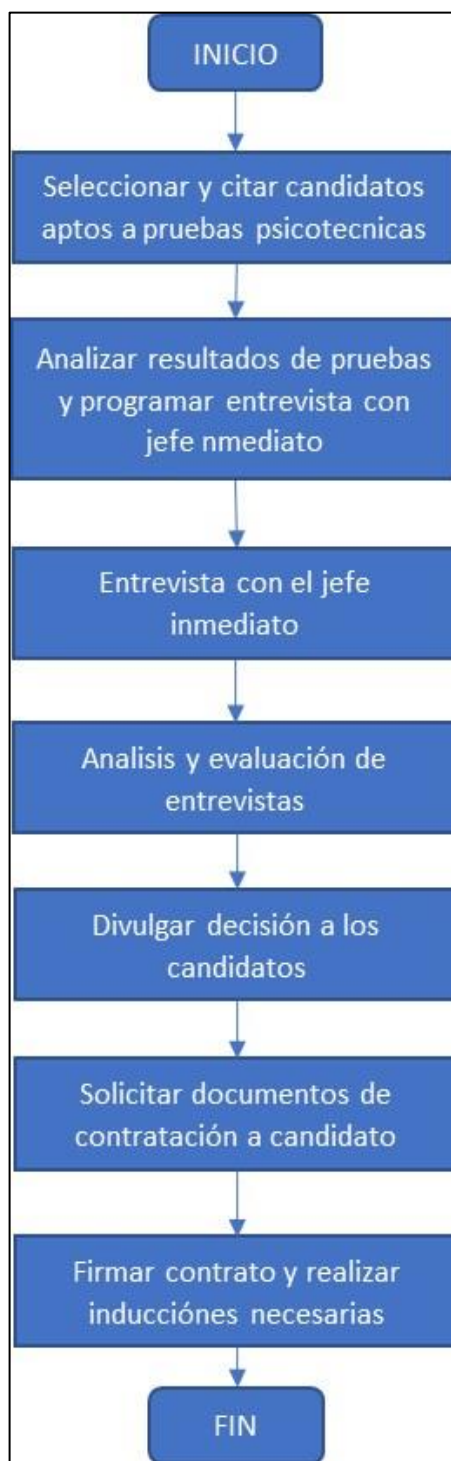 INICIO
Seleccionar y citar candidatos
aptos a pruebas psicotecnicas
Analizar resultados de pruebas
y programar entrevista con
jefe nmediato
Entrevista con el jefe
inmediato
Analisis y evaluación de
entrevistas
Divulgar decisión a los
candidatos
Solicitar documentos de
contratación a candidato
Firmar contrato y realizar
inducciónes necesarias
FIN